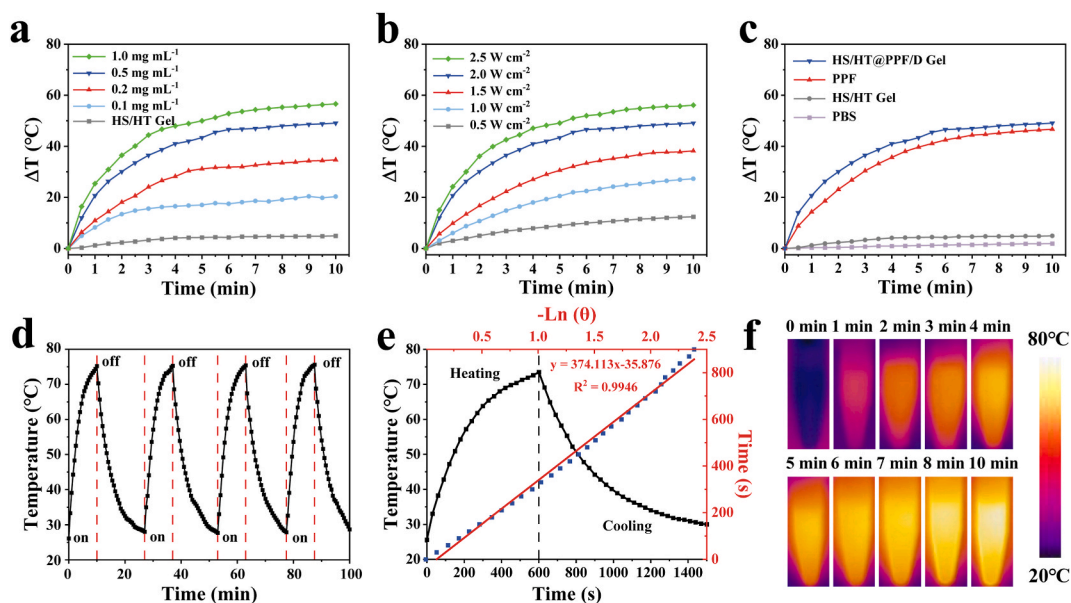 a
ΔT (°C)
80
60
40
20
0
1.0 mg mL⁻¹
0.5 mg mL⁻¹
0.2 mg mL⁻¹
0.1 mg mL⁻¹
HS/HT Gel
0 1 2 3 4 5 6 7 8 9 10
Time (min)
b
ΔT (°C)
80
60
40
20
0
2.5 W cm⁻²
2.0 W cm⁻²
1.5 W cm⁻²
1.0 W cm⁻²
0.5 W cm⁻²
0 1 2 3 4 5 6 7 8 9 10
Time (min)
c
ΔT (°C)
80
60
40
20
0
HS/HT@PPF/D Gel
PPF
HS/HT Gel
PBS
0 1 2 3 4 5 6 7 8 9 10
Time (min)
d
Temperature (°C)
80
70
60
50
40
30
20
off off off off
on on on on
0 20 40 60 80 100
Time (min)
e
-Ln (θ)
0.5 1.0 1.5 2.0 2.5
Temperature (°C)
80
70
60
50
40
30
20
Heating
y = 374.113x-35.876
R² = 0.9946
Cooling
800
600
400
200
0
Time (s)
0 200 400 600 800 1000 1200 1400
Time (s)
f
0 min 1 min 2 min 3 min 4 min
5 min 6 min 7 min 8 min 10 min
80°C
20°C